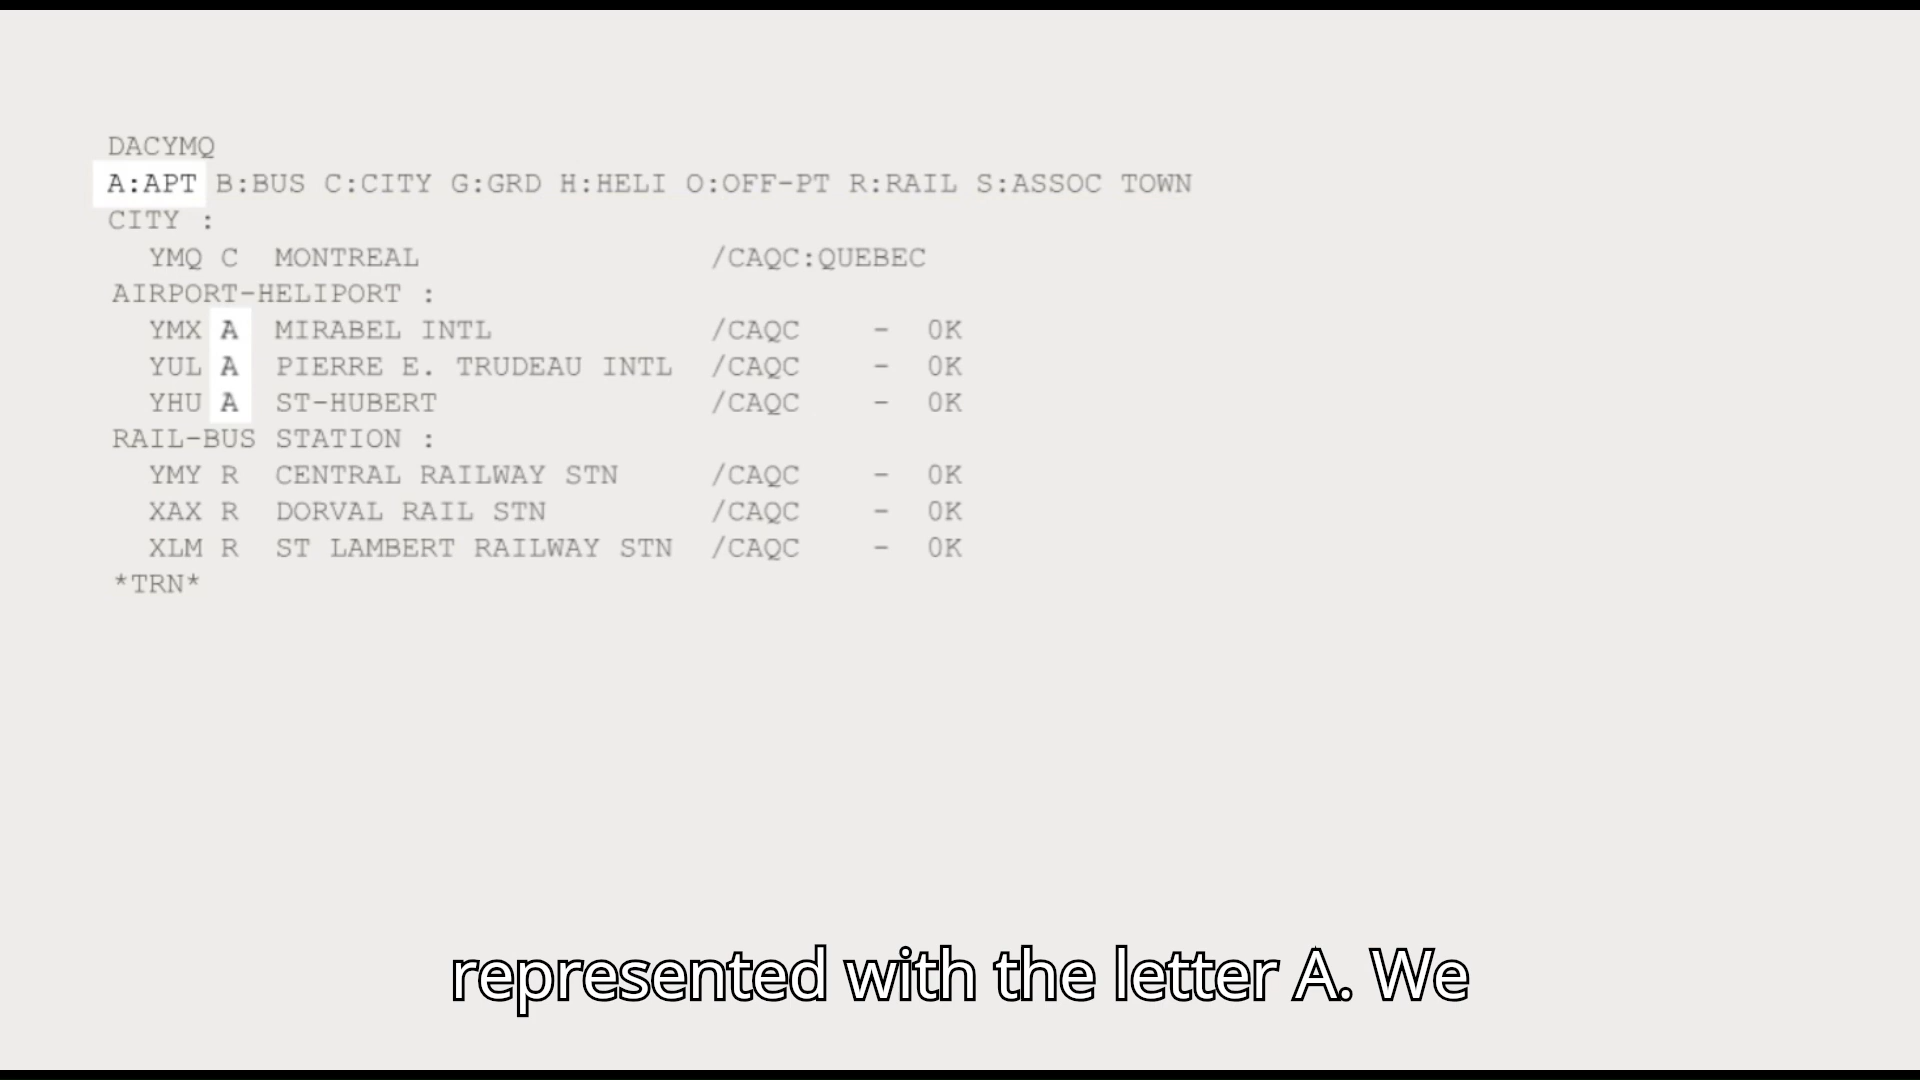 DACYMQ
A:APT B:BUS C:CITY G:GRD H:HELI O:OFF-PT R:RAIL S:ASSOC TOWN
CITY :
YMQ C MONTREAL /CAQC:QUEBEC
AIRPORT-HELIPORT :
YMX A MIRABEL INTL /CAQC - 0K
YUL A PIERRE E. TRUDEAU INTL /CAQC - 0K
YHU A ST-HUBERT /CAQC - 0K
RAIL-BUS STATION :
YMY R CENTRAL RAILWAY STN /CAQC - 0K
XAX R DORVAL RAIL STN /CAQC - 0K
XLM R ST LAMBERT RAILWAY STN /CAQC - 0K
*TRN*
represented with the letter A. We